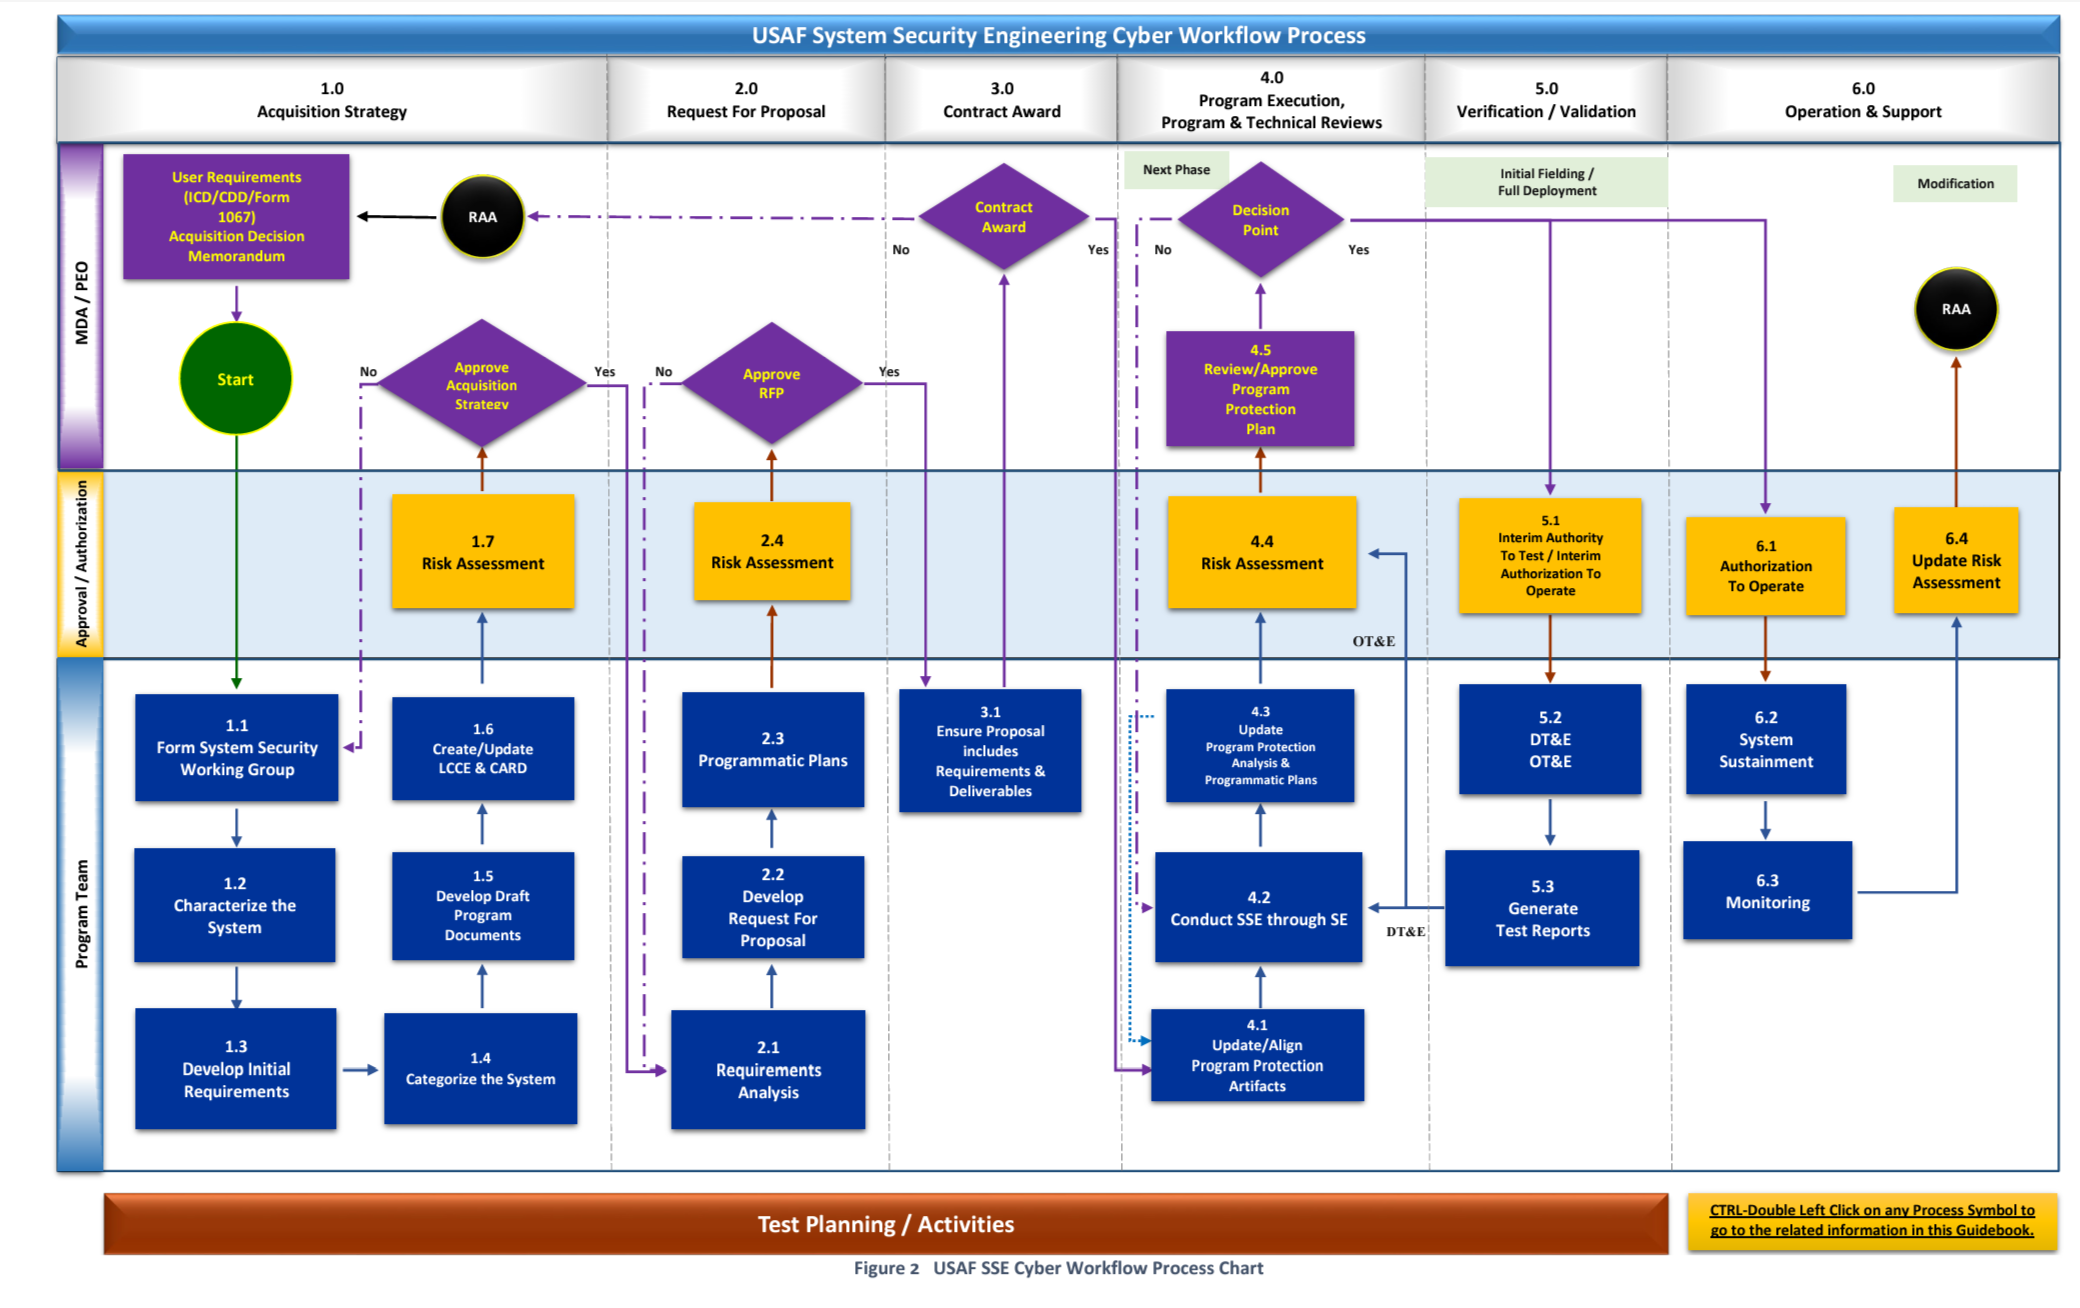 USAF System Security Engineering Cyber Workflow Process
1.0
Acquisition Strategy
2.0
Request For Proposal
3.0
Contract Award
4.0
Program Execution,
Program & Technical Reviews
5.0
Verification / Validation
6.0
Operation & Support
MDA / PEO
User Requirements
(ICD/CDD/Form
1067)
Acquisition Decision
Memorandum
RAA
Contract
Award
No
Yes
Next Phase
Decision
Point
No
Yes
Initial Fielding /
Full Deployment
Modification
RAA
Start
No
Approve
Acquisition
Strategy
Yes
No
Approve
RFP
Yes
4.5
Review/Approve
Program
Protection
Plan
Approval / Authorization
1.7
Risk Assessment
2.4
Risk Assessment
4.4
Risk Assessment
OT&E
5.1
Interim Authority
To Test / Interim
Authorization To
Operate
6.1
Authorization
To Operate
6.4
Update Risk
Assessment
Program Team
1.1
Form System Security
Working Group
1.6
Create/Update
LCCE & CARD
2.3
Programmatic Plans
3.1
Ensure Proposal
includes
Requirements &
Deliverables
4.3
Update
Program Protection
Analysis &
Programmatic Plans
5.2
DT&E
OT&E
6.2
System
Sustainment
1.2
Characterize the
System
1.5
Develop Draft
Program
Documents
2.2
Develop
Request For
Proposal
4.2
Conduct SSE through SE
DT&E
5.3
Generate
Test Reports
6.3
Monitoring
1.3
Develop Initial
Requirements
1.4
Categorize the System
2.1
Requirements
Analysis
4.1
Update/Align
Program Protection
Artifacts
Test Planning / Activities
CTRL-Double Left Click on any Process Symbol to
go to the related information in this Guidebook.
Figure 2 USAF SSE Cyber Workflow Process Chart